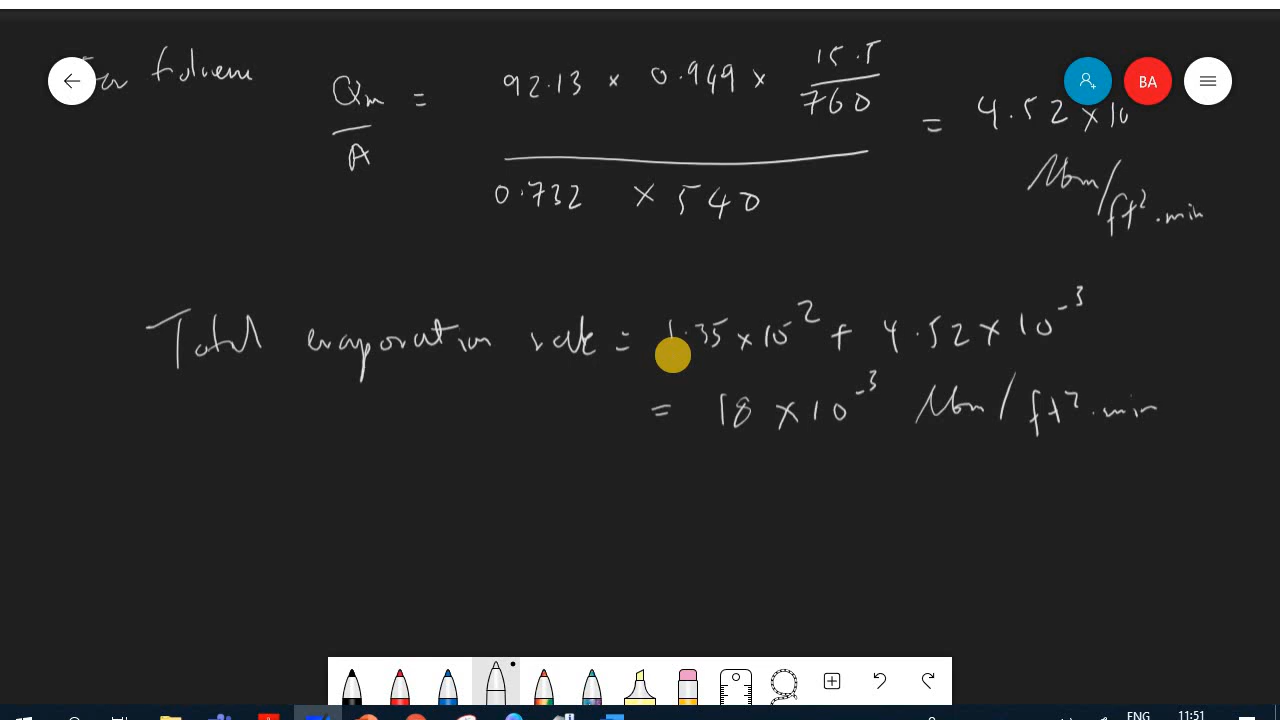 For Toluene
Qm/A = (92.13 × 0.949 × 15.5/760) / (0.732 × 540) = 4.52 × 10
lbm/ft².min
BA
Total evaporation rate = 1.35 × 10⁻² + 4.52 × 10⁻³
= 18 × 10⁻³ lbm/ft².min
ENG 11:51